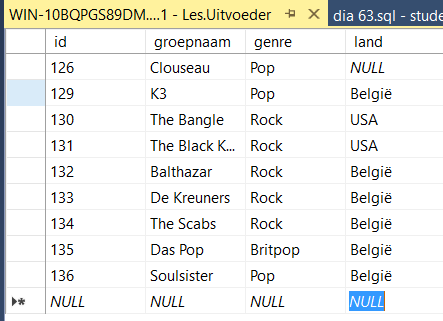 WIN-10BQPGS89DM....1 - Les.Uitvoeder dia 63.sql - stude
id groepnaam genre land
126 Clouseau Pop NULL
129 K3 Pop België
130 The Bangle Rock USA
131 The Black K... Rock USA
132 Balthazar Rock België
133 De Kreuners Rock België
134 The Scabs Rock België
135 Das Pop Britpop België
136 Soulsister Pop België
NULL NULL NULL NULL